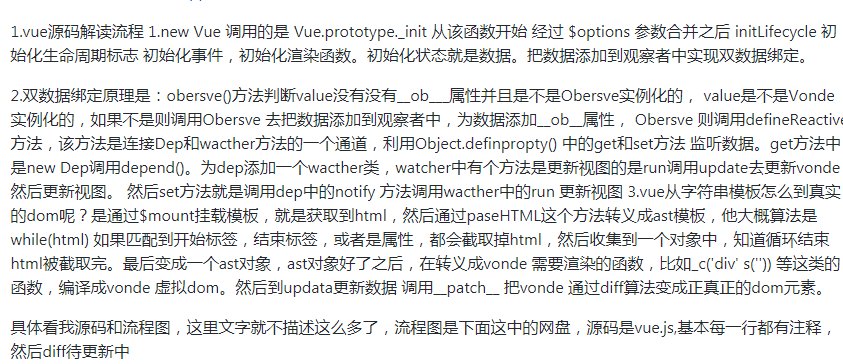 1.vue源码解读流程 1.new Vue 调用的是 Vue.prototype._init 从该函数开始 经过 $options 参数合并之后 initLifecycle 初
始化生命周期标志 初始化事件，初始化渲染函数。初始化状态就是数据。把数据添加到观察者中实现双数据绑定。
2.双数据绑定原理是：obersve()方法判断value没有没有__ob___属性并且是不是Obersve实例化的， value是不是Vonde
实例化的，如果不是则调用Obersve 去把数据添加到观察者中，为数据添加__ob__属性， Obersve 则调用defineReactive
方法，该方法是连接Dep和wacther方法的一个通道，利用Object.definpropty() 中的get和set方法 监听数据。get方法中
是new Dep调用depend()。为dep添加一个wacther类，watcher中有个方法是更新视图的是run调用update去更新vonde
然后更新视图。 然后set方法就是调用dep中的notify 方法调用wacther中的run 更新视图 3.vue从字符串模板怎么到真实
的dom呢？是通过$mount挂载模板，就是获取到html，然后通过paseHTML这个方法转义成ast模板，他大概算法是
while(html) 如果匹配到开始标签，结束标签，或者是属性，都会截取掉html，然后收集到一个对象中，知道循环结束
html被截取完。最后变成一个ast对象，ast对象好了之后，在转义成vonde 需要渲染的函数，比如_c('div' s('')) 等这类的
函数，编译成vonde 虚拟dom。然后到updata更新数据 调用__patch__ 把vonde 通过diff算法变成正真正的dom元素。
具体看我源码和流程图，这里文字就不描述这么多了，流程图是下面这中的网盘，源码是vue.js,基本每一行都有注释，
然后diff待更新中